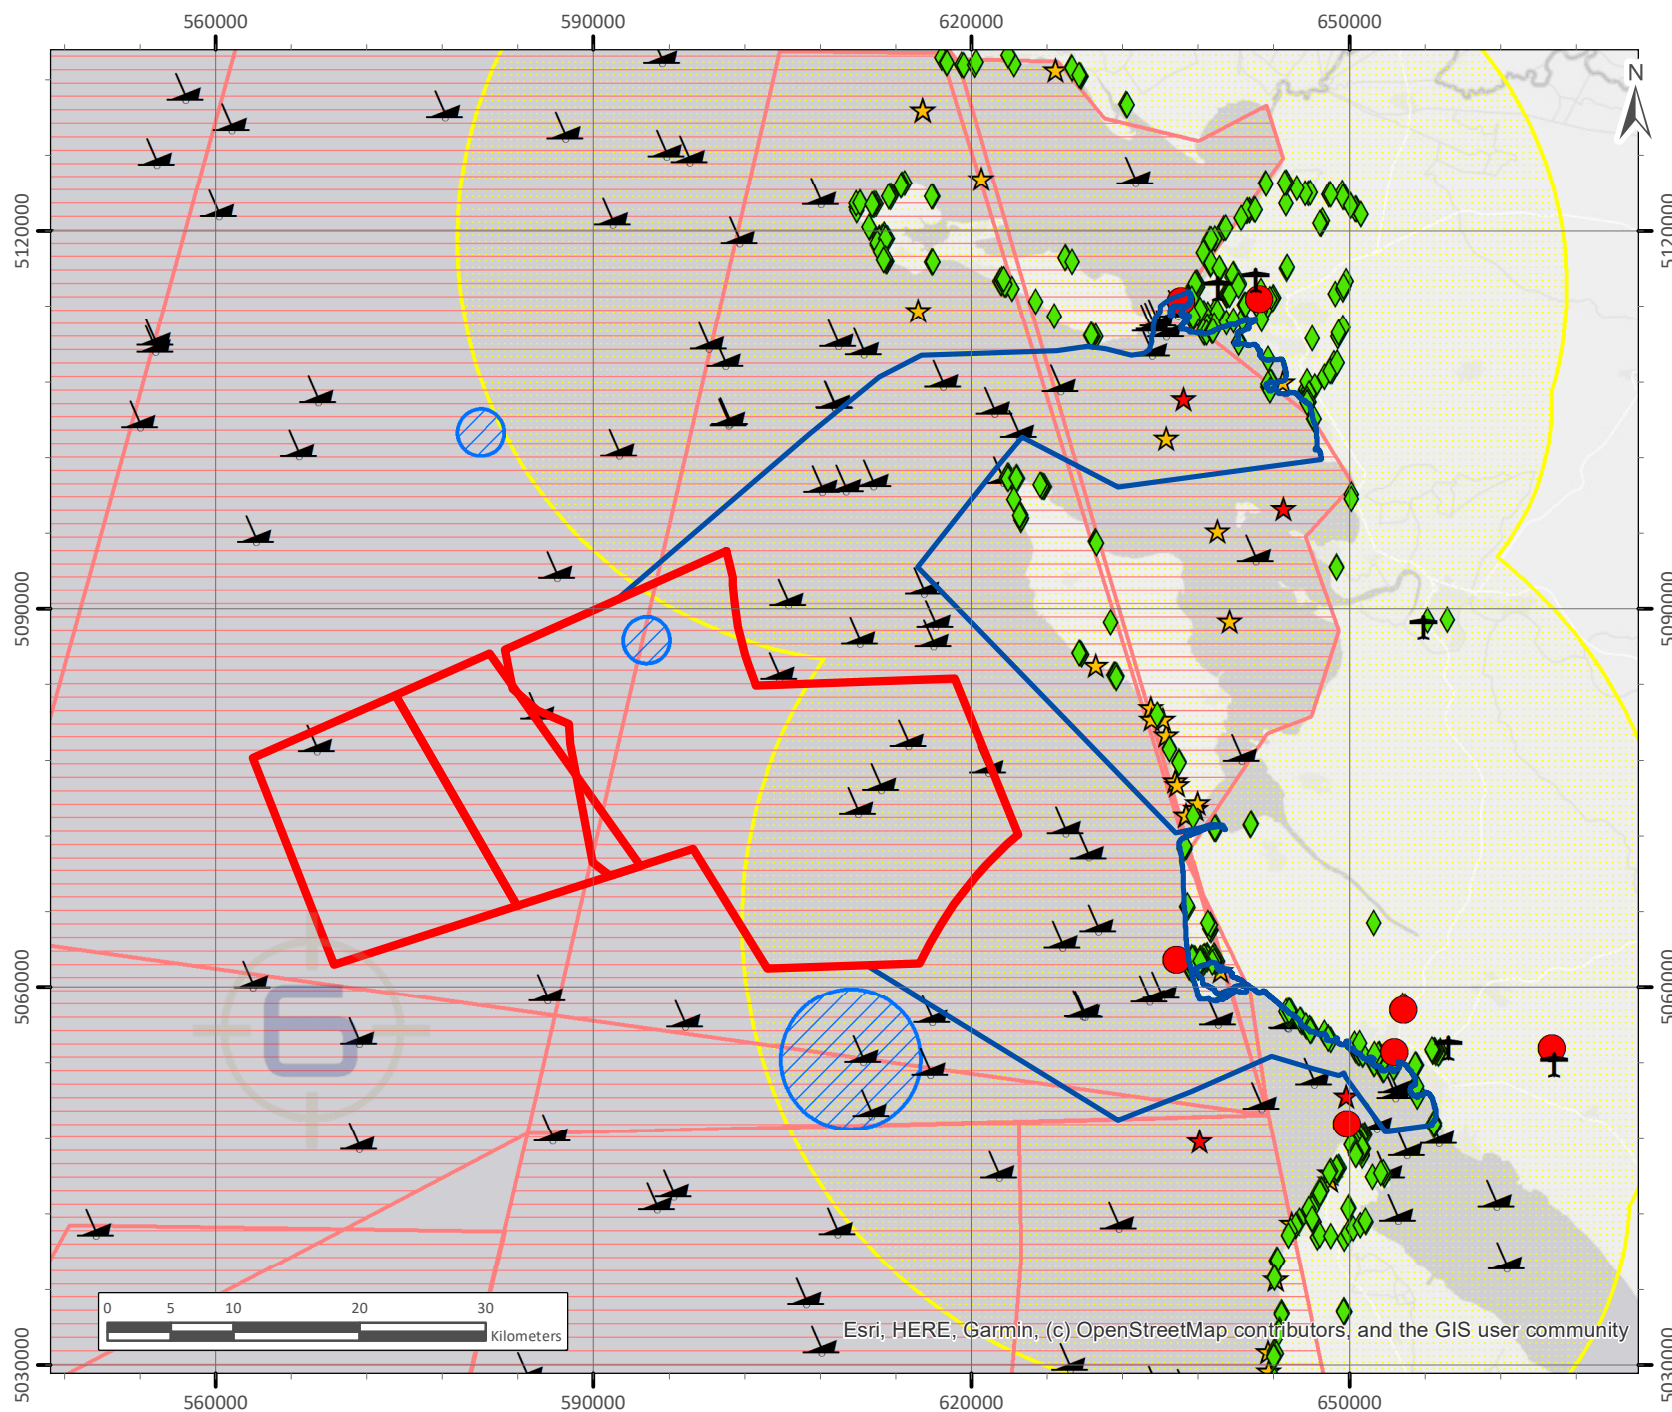 560000 590000 620000 650000
N
5120000 5120000
5090000 5090000
5060000 5060000
6
0 5 10 20 30
Kilometers
Esri, HERE, Garmin, (c) OpenStreetMap contributors, and the GIS user community
5030000 5030000
560000 590000 620000 650000